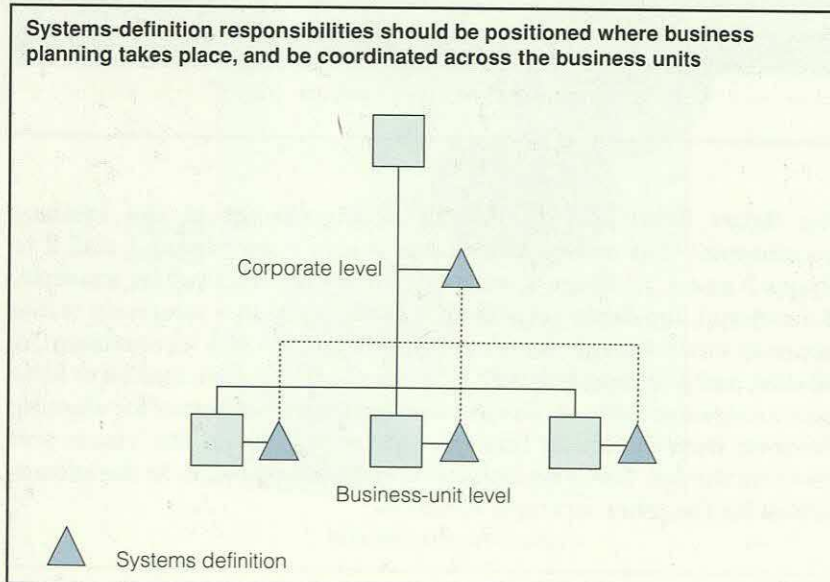 Systems-definition responsibilities should be positioned where business
planning takes place, and be coordinated across the business units
Corporate level
Business-unit level
Systems definition